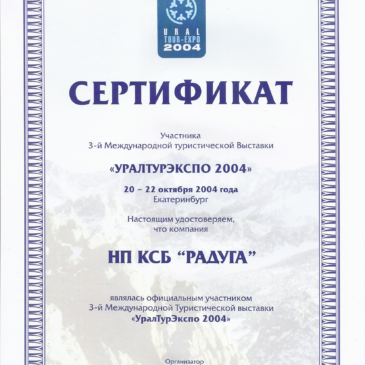 URAL
TOUR-EXPO
2004
СЕРТИФИКАТ
Участника
3-й Международной туристической Выставки
«УРАЛТУРЭКСПО 2004»
20 – 22 октября 2004 года
Екатеринбург
Настоящим удостоверяем,
что компания
НП КСБ “РАДУГА”
являлась официальным участником
3-й Международной Туристической выставки
«УралТурЭкспо 2004»
Организатор